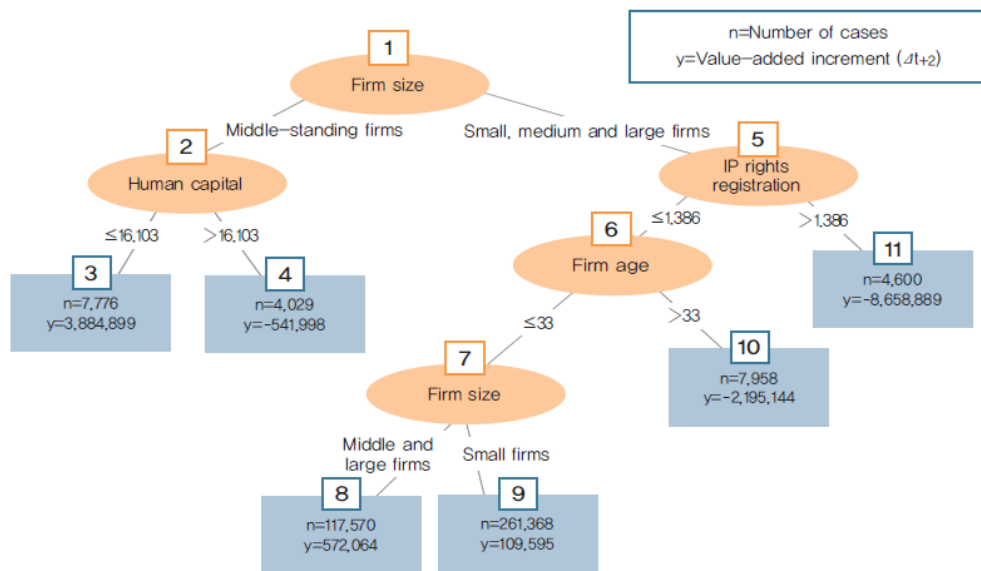 n=Number of cases
y=Value-added increment (⊿t+2)
1
Firm size
Middle-standing firms
Small, medium and large firms
2
Human capital
5
IP rights
registration
≤16,103
>16,103
≤1,386
>1,386
3
n=7,776
y=3,884,899
4
n=4,029
y=-541,998
6
Firm age
11
n=4,600
y=-8,658,889
≤33
>33
7
Firm size
10
n=7,958
y=-2,195,144
Middle and
large firms
Small firms
8
n=117,570
y=572,064
9
n=261,368
y=109,595